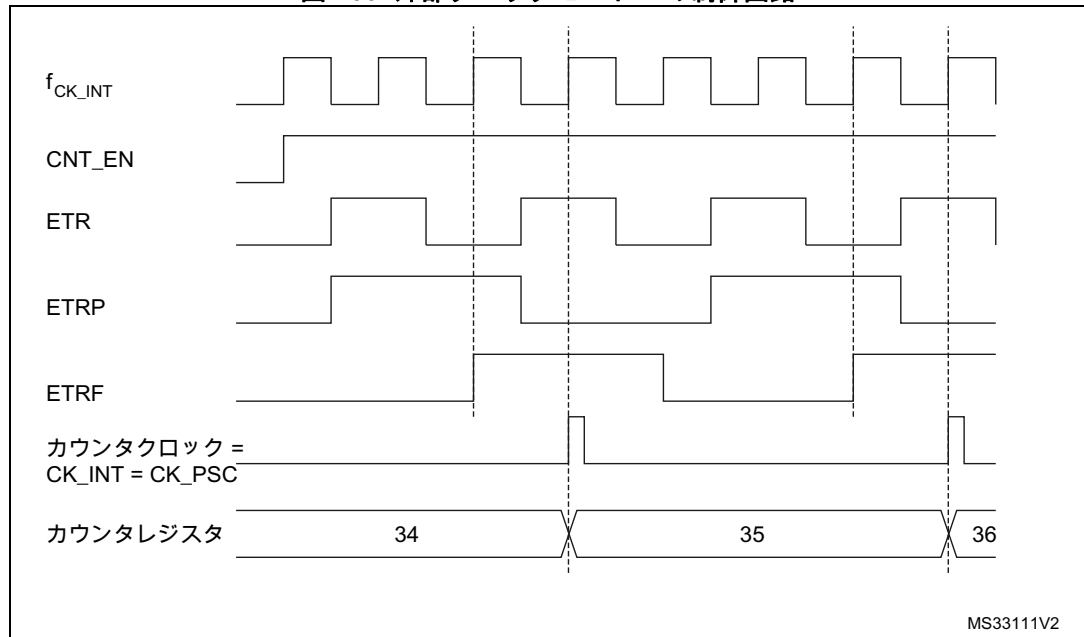 f CK_INT
CNT_EN
ETR
ETRP
ETRF
カウンタクロック =
CK_INT = CK_PSC
カウンタレジスタ
34
35
36
MS33111V2